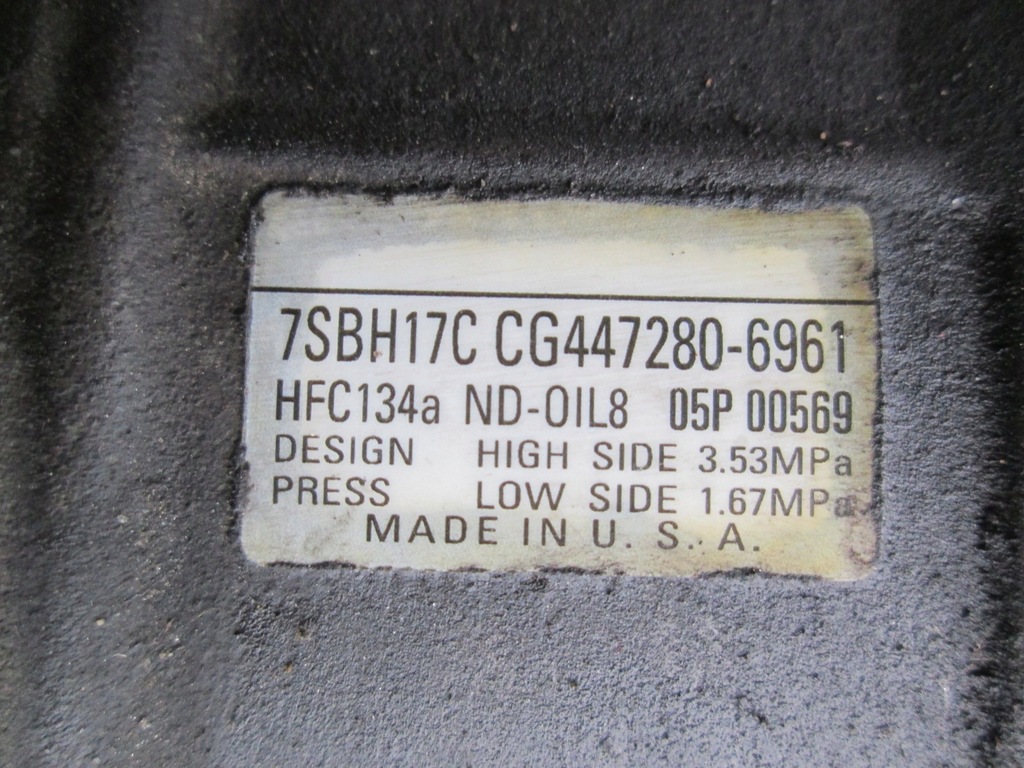 7SBH17C CG447280-6961
HFC134a ND-OIL8 05P 00569
DESIGN HIGH SIDE 3.53MPa
PRESS LOW SIDE 1.67MPa
MADE IN U. S. A.